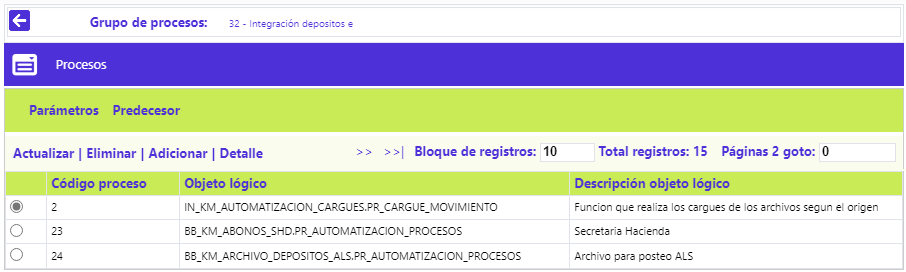 Grupo de procesos: 32 - Integración depositos e
Procesos
Parámetros Predecesor
Actualizar | Eliminar | Adicionar | Detalle >> >>| Bloque de registros: 10 Total registros: 15 Páginas 2 goto: 0
Código proceso Objeto lógico Descripción objeto lógico
2 IN_KM_AUTOMATIZACION_CARGUES.PR_CARGUE_MOVIMIENTO Funcion que realiza los cargues de los archivos segun el origen
23 BB_KM_ABONOS_SHD.PR_AUTOMATIZACION_PROCESOS Secretaria Hacienda
24 BB_KM_ARCHIVO_DEPOSITOS_ALS.PR_AUTOMATIZACION_PROCESOS Archivo para posteo ALS